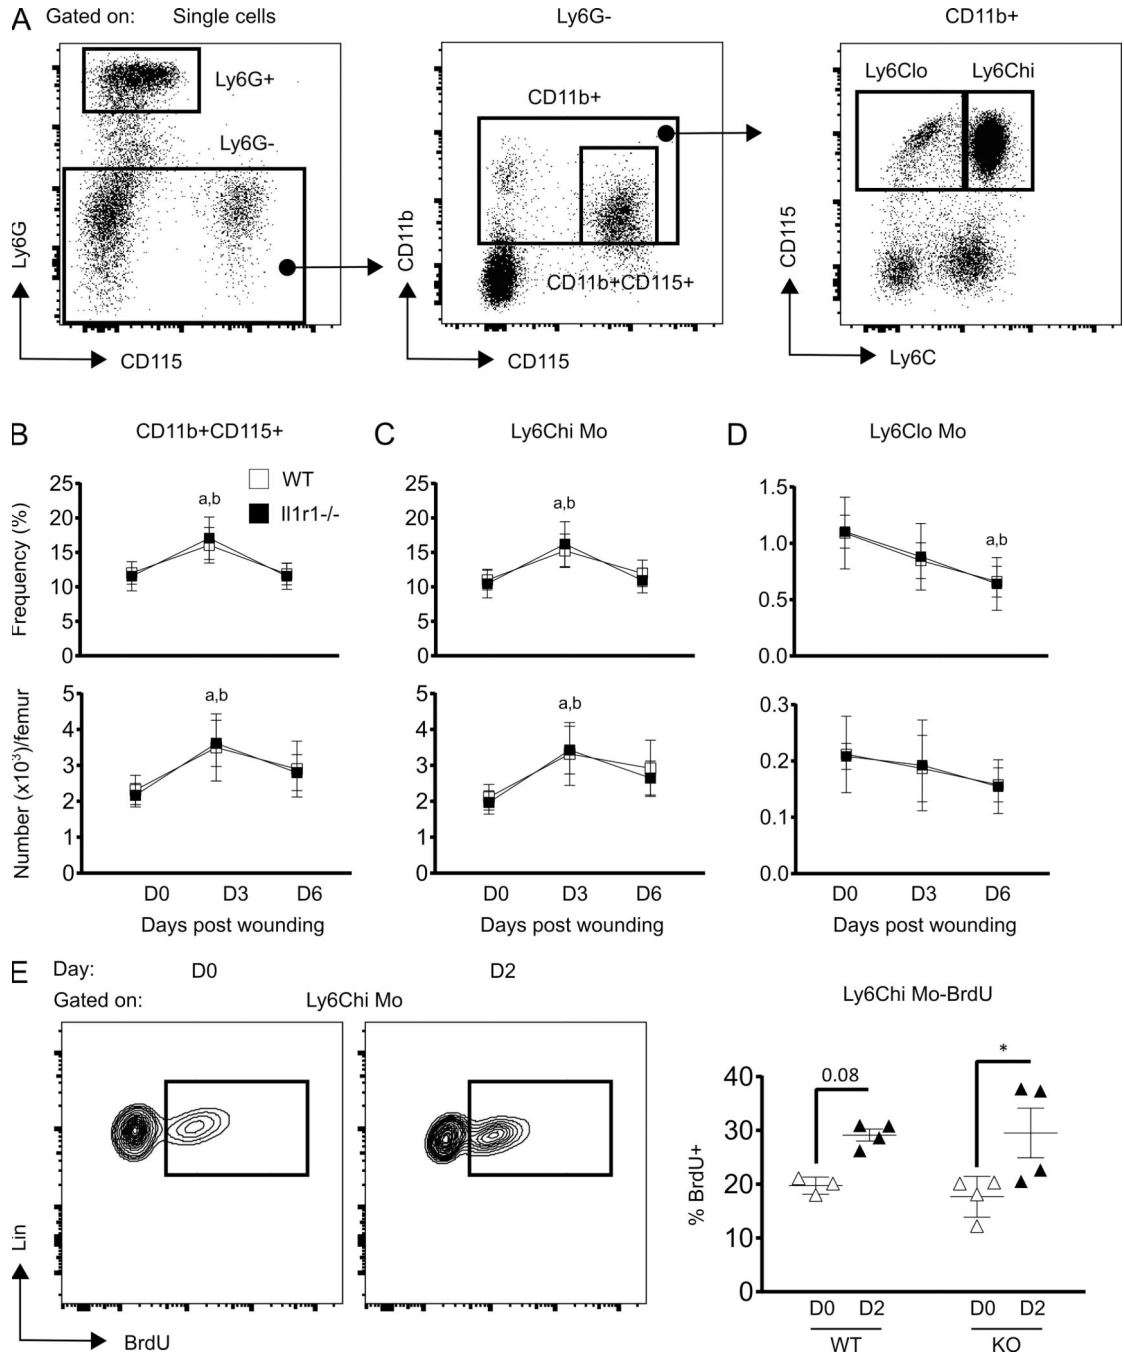 A
Gated on: Single cells
Ly6G-
CD11b+
Ly6G+
Ly6G-
Ly6G
CD115
CD11b+
CD11b+CD115+
CD11b
CD115
Ly6Clo
Ly6Chi
CD115
Ly6C
B
CD11b+CD115+
WT
Il1r1-/-
a,b
Frequency (%)
25
20
15
10
5
0
a,b
Number (x10³)/femur
5
4
3
2
1
0
D0 D3 D6
Days post wounding
C
Ly6Chi Mo
a,b
25
20
15
10
5
0
a,b
5
4
3
2
1
0
D0 D3 D6
Days post wounding
D
Ly6Clo Mo
a,b
1.5
1.0
0.5
0.0
0.3
0.2
0.1
0.0
D0 D3 D6
Days post wounding
E
Day: D0 D2
Gated on: Ly6Chi Mo
Lin
BrdU
Ly6Chi Mo-BrdU
0.08
*
% BrdU+
40
30
20
10
0
D0 D2 D0 D2
WT KO